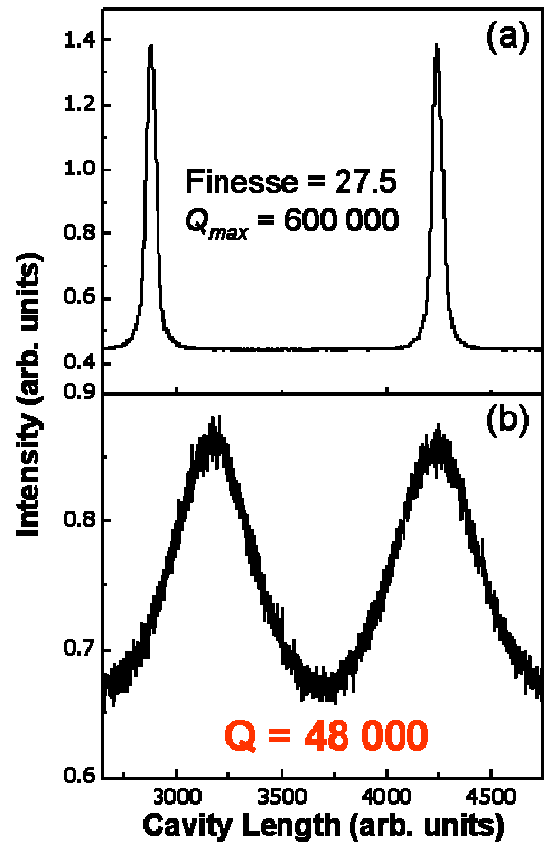 (a)
1.4
1.2
1.0
0.8
0.6
0.4
Finesse = 27.5
Qmax = 600 000
Intensity (arb. units)
(b)
0.9
0.8
0.7
0.6
Q = 48 000
3000 3500 4000 4500
Cavity Length (arb. units)